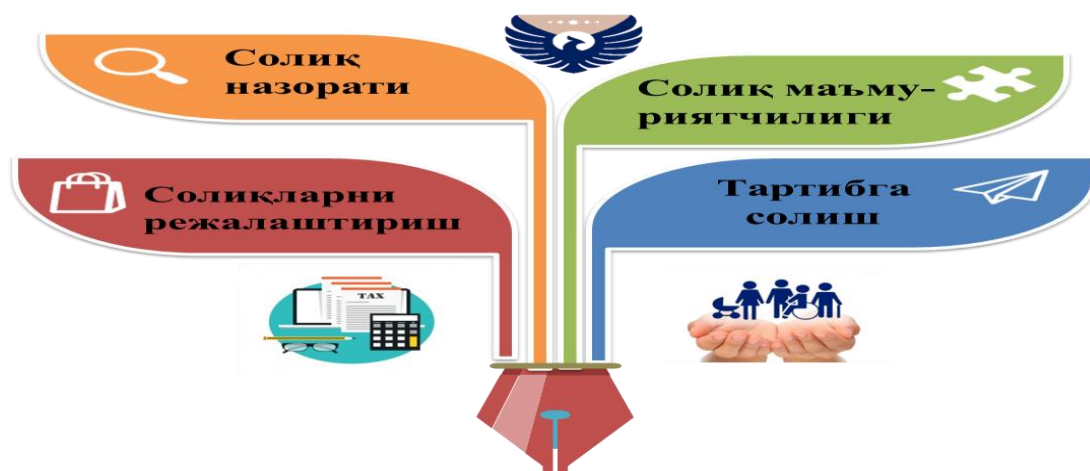 Солиқ
назорати
Солиқ маъму-
риятчилиги
Солиқларни
режалаштириш
Тартибга
солиш
TAX